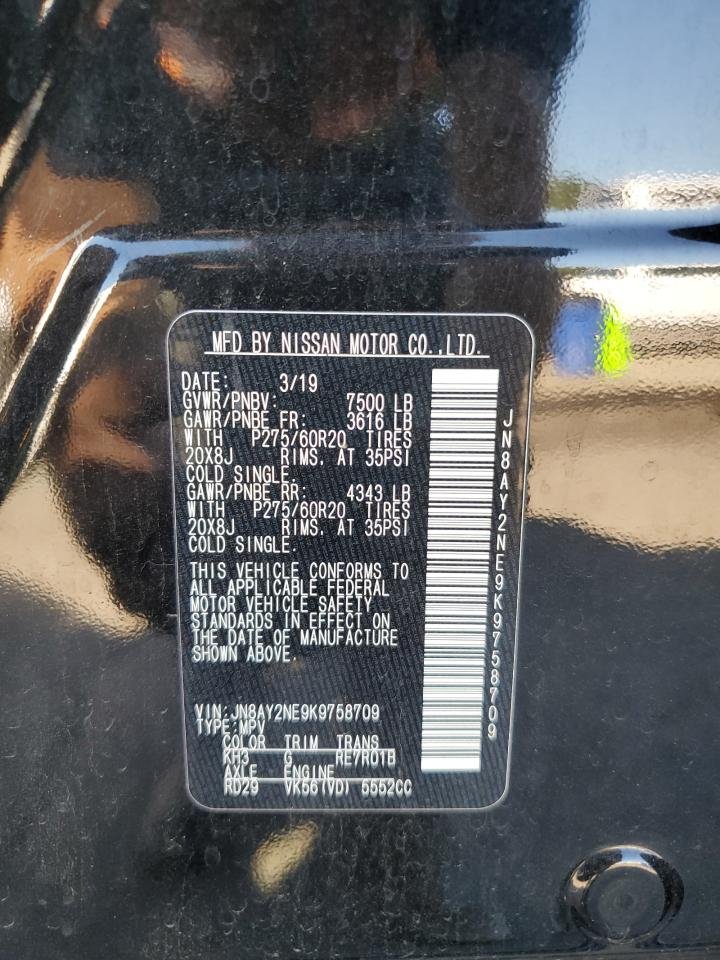 MFD BY NISSAN MOTOR CO.,LTD.
DATE: 3/19
GVWR/PNBV: 7500 LB
GAWR/PNBE FR: 3616 LB
WITH P275/60R20 TIRES
20X8J RIMS. AT 35PSI
COLD SINGLE.
GAWR/PNBE RR: 4343 LB
WITH P275/60R20 TIRES
20X8J RIMS. AT 35PSI
COLD SINGLE.
THIS VEHICLE CONFORMS TO
ALL APPLICABLE FEDERAL
MOTOR VEHICLE SAFETY
STANDARDS IN EFFECT ON
THE DATE OF MANUFACTURE
SHOWN ABOVE.
VIN:JN8AY2NE9K9758709
TYPE:MPV
COLOR TRIM TRANS
KH3 G RE7R01B
AXLE ENGINE
RD29 VK56(VD) 5552CC
JN8AY2NE9K9758709